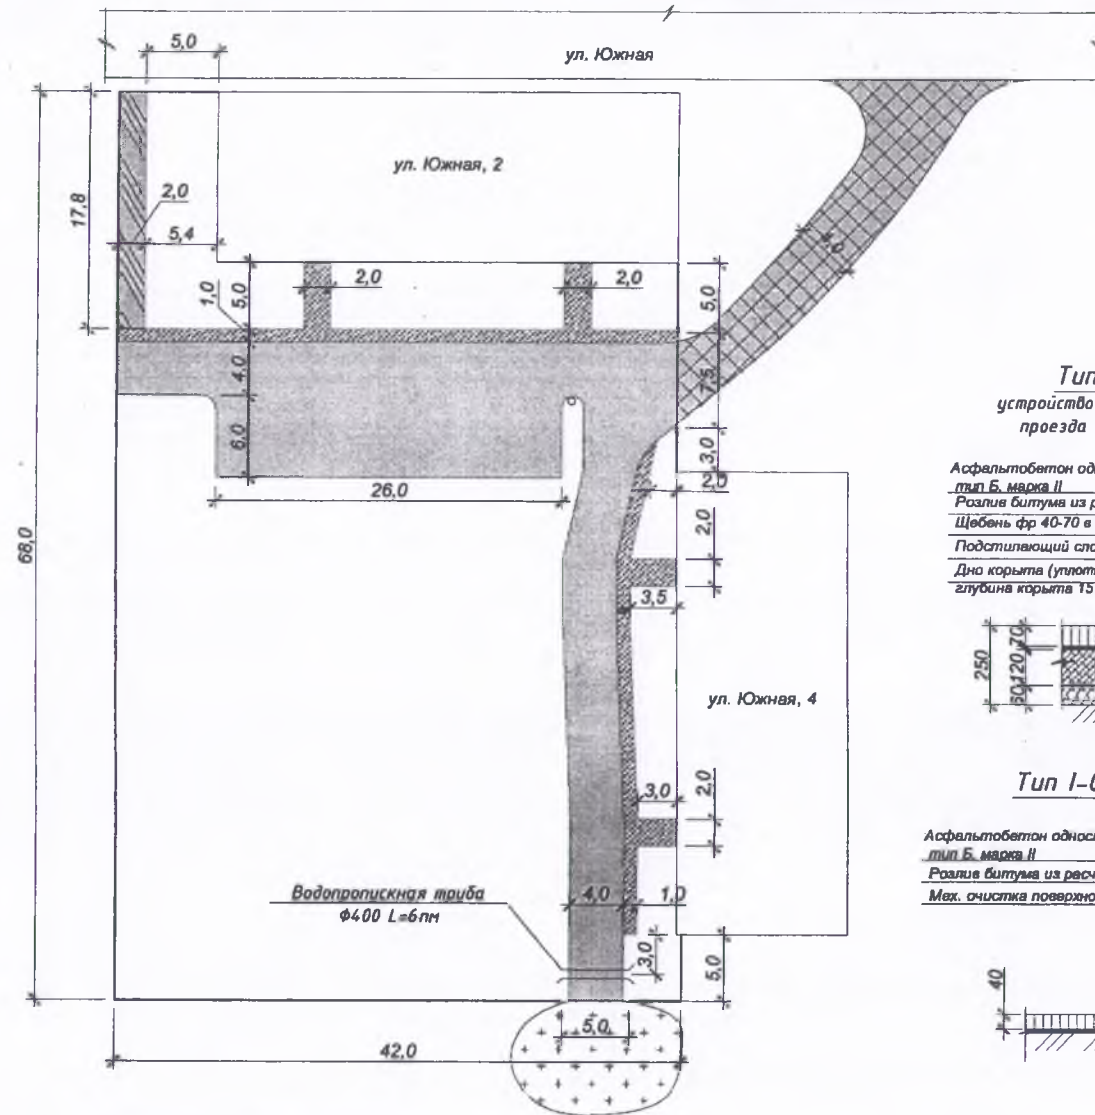 5,0
ул. Южная
ул. Южная, 2
17,8
2,0
5,4
1,0
5,0
2,0
2,0
5,0
4,0
7,5
6,0
3,0
26,0
2,0
68,0
2,0
3,5
ул. Южная, 4
3,0
2,0
Водопропискная триба
Ф400 L=6пм
4,0
1,0
3,0
5,0
5,0
42,0
Тип
устройство
проезда
Асфальтобетон од
тип Б. марка II
Розлив битума из р
Щебень фр 40-70 в
Подстилающий сло
Дно корыта (уплот
глубина корыта 15
250
70
120
60
Тип I-
Асфальтобетон однос
тип Б. марка II
Розлив битума из расч
Мех. очистка поверхно
40